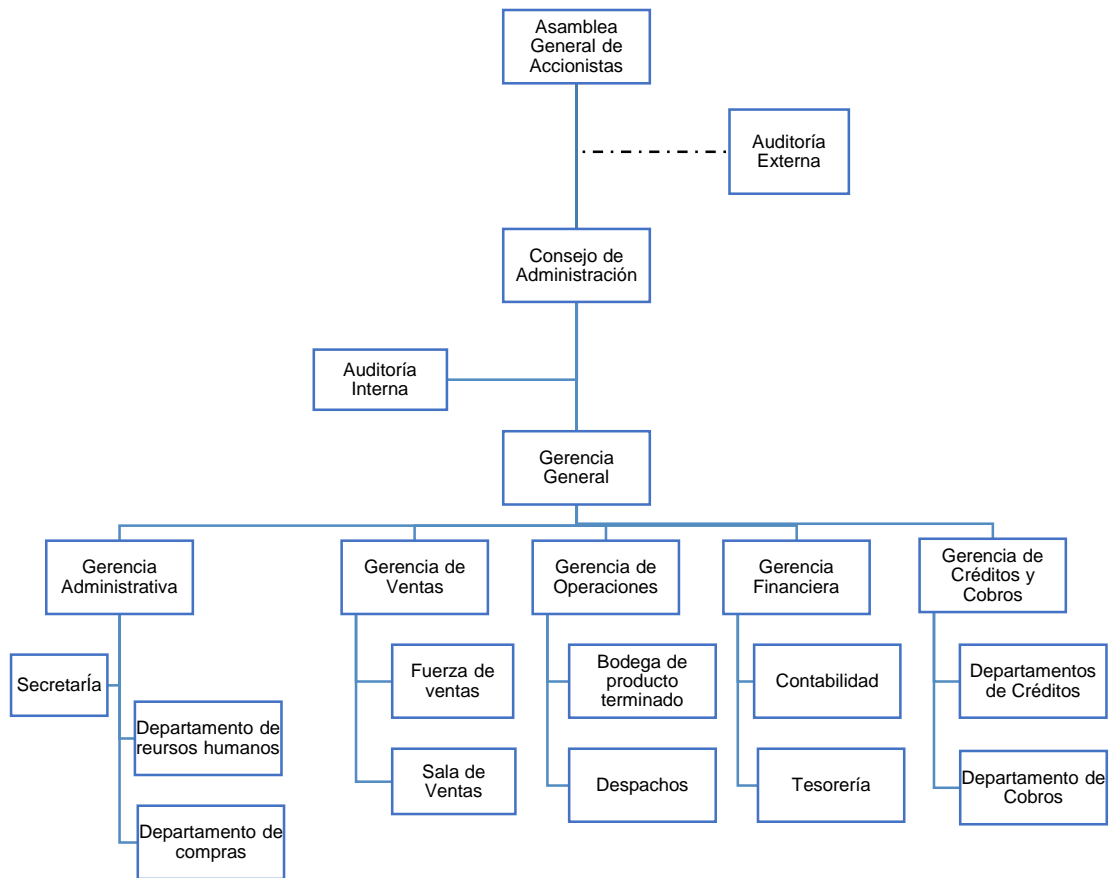 Asamblea
General de
Accionistas
Auditoría
Externa
Consejo de
Administración
Auditoría
Interna
Gerencia
General
Gerencia
Administrativa
Gerencia de
Ventas
Gerencia de
Operaciones
Gerencia
Financiera
Gerencia de
Créditos y
Cobros
Secretaría
Departamento de
reursos humanos
Departamento de
compras
Fuerza de
ventas
Sala de
Ventas
Bodega de
producto
terminado
Despachos
Contabilidad
Tesorería
Departamentos
de Créditos
Departamento de
Cobros